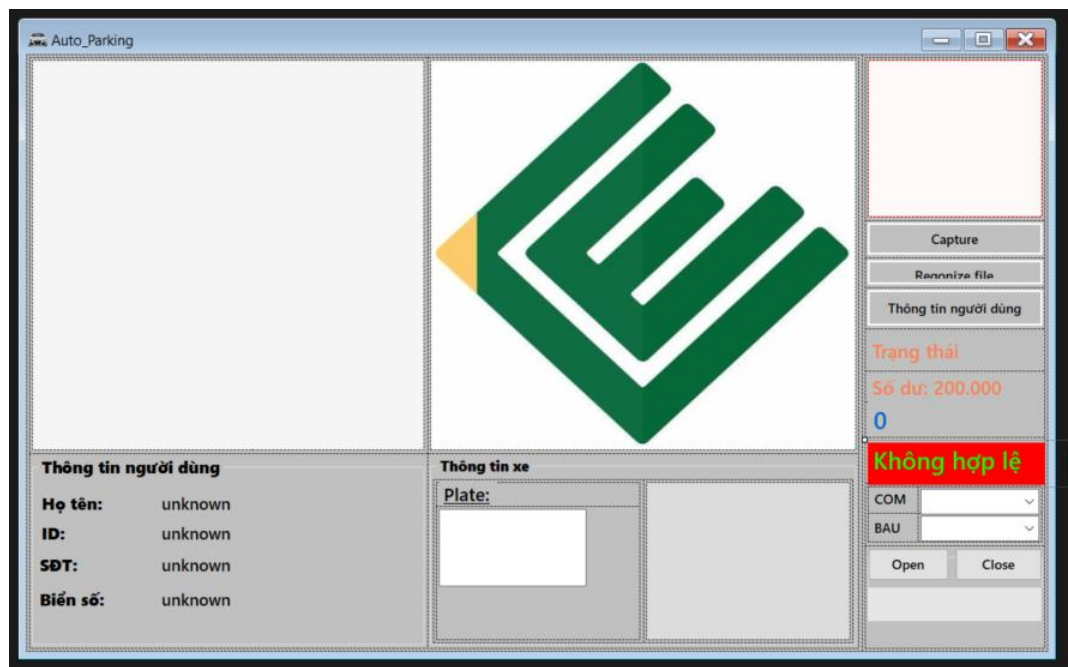 Auto_Parking
Capture
Regonize file
Thông tin người dùng
Trạng thái
Số dư: 200.000
0
Không hợp lệ
COM
BAU
Open
Close
Thông tin người dùng
Họ tên: unknown
ID: unknown
SĐT: unknown
Biển số: unknown
Thông tin xe
Plate: